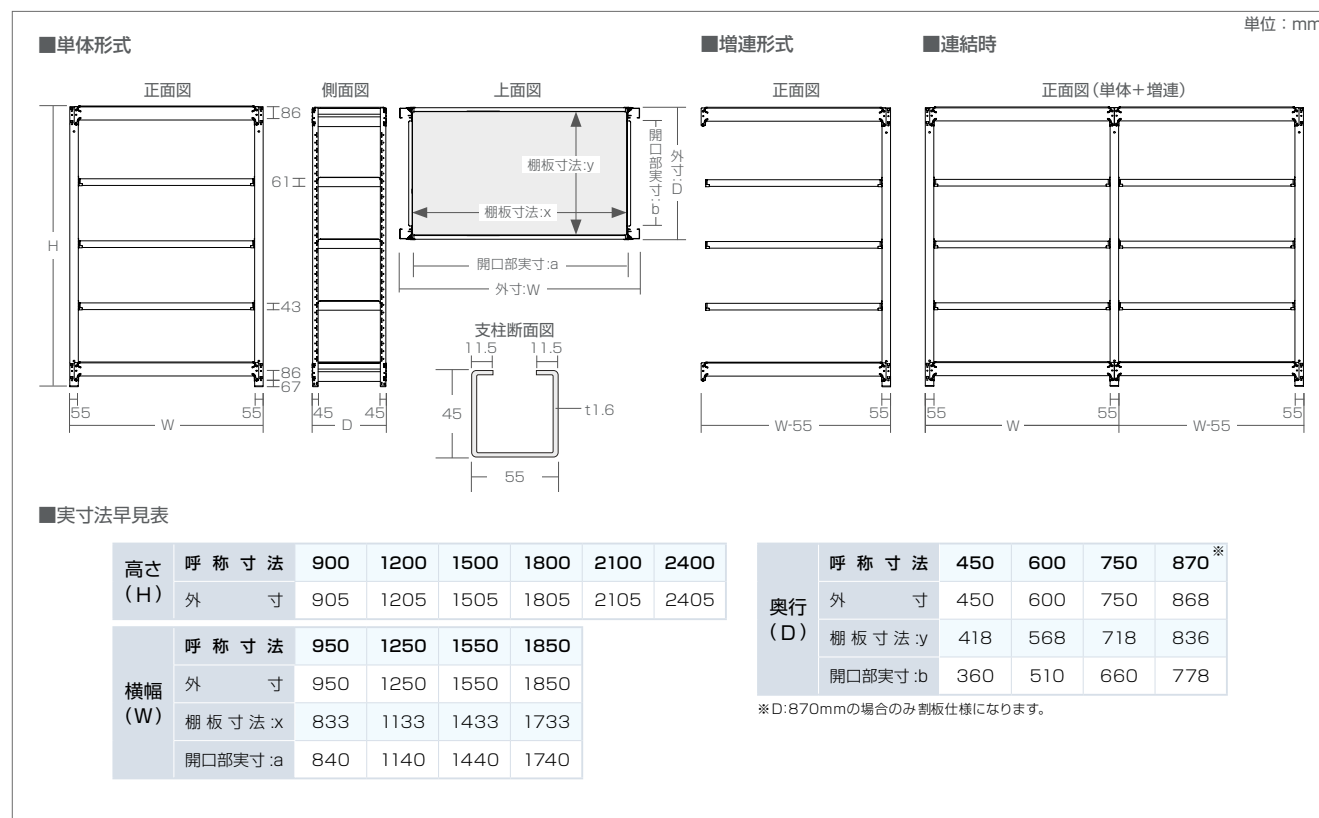 単位：mm
■単体形式
■増連形式
■連結時
正面図
側面図
上面図
正面図
正面図(単体＋増連)
86
61
H
43
86
67
55
55
W
45
45
D
棚板寸法:y
棚板寸法:x
開口部実寸:b
外寸:D
開口部実寸:a
外寸:W
支柱断面図
11.5
11.5
45
t1.6
55
55
W-55
55
55
55
W
W-55
■実寸法早見表
高さ(H)
呼称寸法 900 1200 1500 1800 2100 2400
外寸 905 1205 1505 1805 2105 2405
横幅(W)
呼称寸法 950 1250 1550 1850
外寸 950 1250 1550 1850
棚板寸法:x 833 1133 1433 1733
開口部実寸:a 840 1140 1440 1740
奥行(D)
呼称寸法 450 600 750 870※
外寸 450 600 750 868
棚板寸法:y 418 568 718 836
開口部実寸:b 360 510 660 778
※D:870mmの場合のみ割板仕様になります。